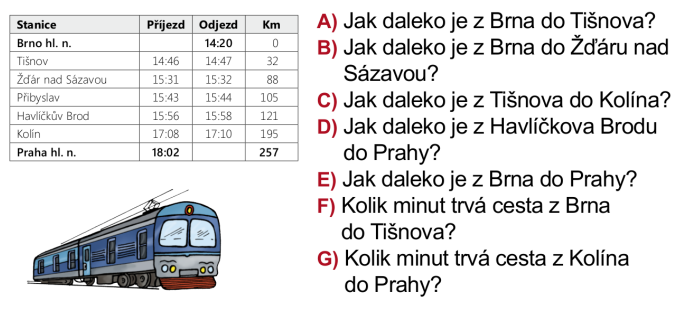 Stanice Příjezd Odjezd Km
Brno hl. n. 14:20 0
Tišnov 14:46 14:47 32
Žďár nad Sázavou 15:31 15:32 88
Přibyslav 15:43 15:44 105
Havlíčkův Brod 15:56 15:58 121
Kolín 17:08 17:10 195
Praha hl. n. 18:02 257
A) Jak daleko je z Brna do Tišnova?
B) Jak daleko je z Brna do Žďáru nad
Sázavou?
C) Jak daleko je z Tišnova do Kolína?
D) Jak daleko je z Havlíčkova Brodu
do Prahy?
E) Jak daleko je z Brna do Prahy?
F) Kolik minut trvá cesta z Brna
do Tišnova?
G) Kolik minut trvá cesta z Kolína
do Prahy?